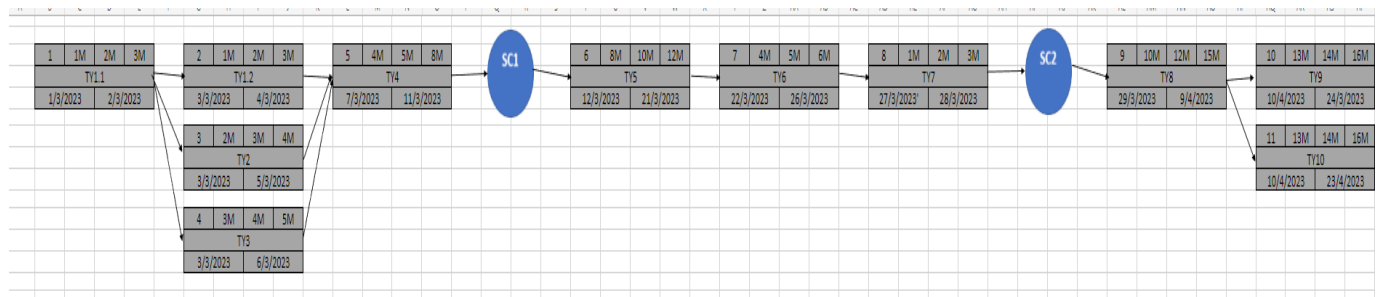 1 1M 2M 3M
TY1.1
1/3/2023 2/3/2023
2 1M 2M 3M
TY1.2
3/3/2023 4/3/2023
5 4M 5M 8M
TY4
7/3/2023 11/3/2023
SC1
6 8M 10M 12M
TY5
12/3/2023 21/3/2023
7 4M 5M 6M
TY6
22/3/2023 26/3/2023
8 1M 2M 3M
TY7
27/3/2023' 28/3/2023
SC2
9 10M 12M 15M
TY8
29/3/2023 9/4/2023
10 13M 14M 16M
TY9
10/4/2023 24/3/2023
3 2M 3M 4M
TY2
3/3/2023 5/3/2023
11 13M 14M 16M
TY10
10/4/2023 23/4/2023
4 3M 4M 5M
TY3
3/3/2023 6/3/2023